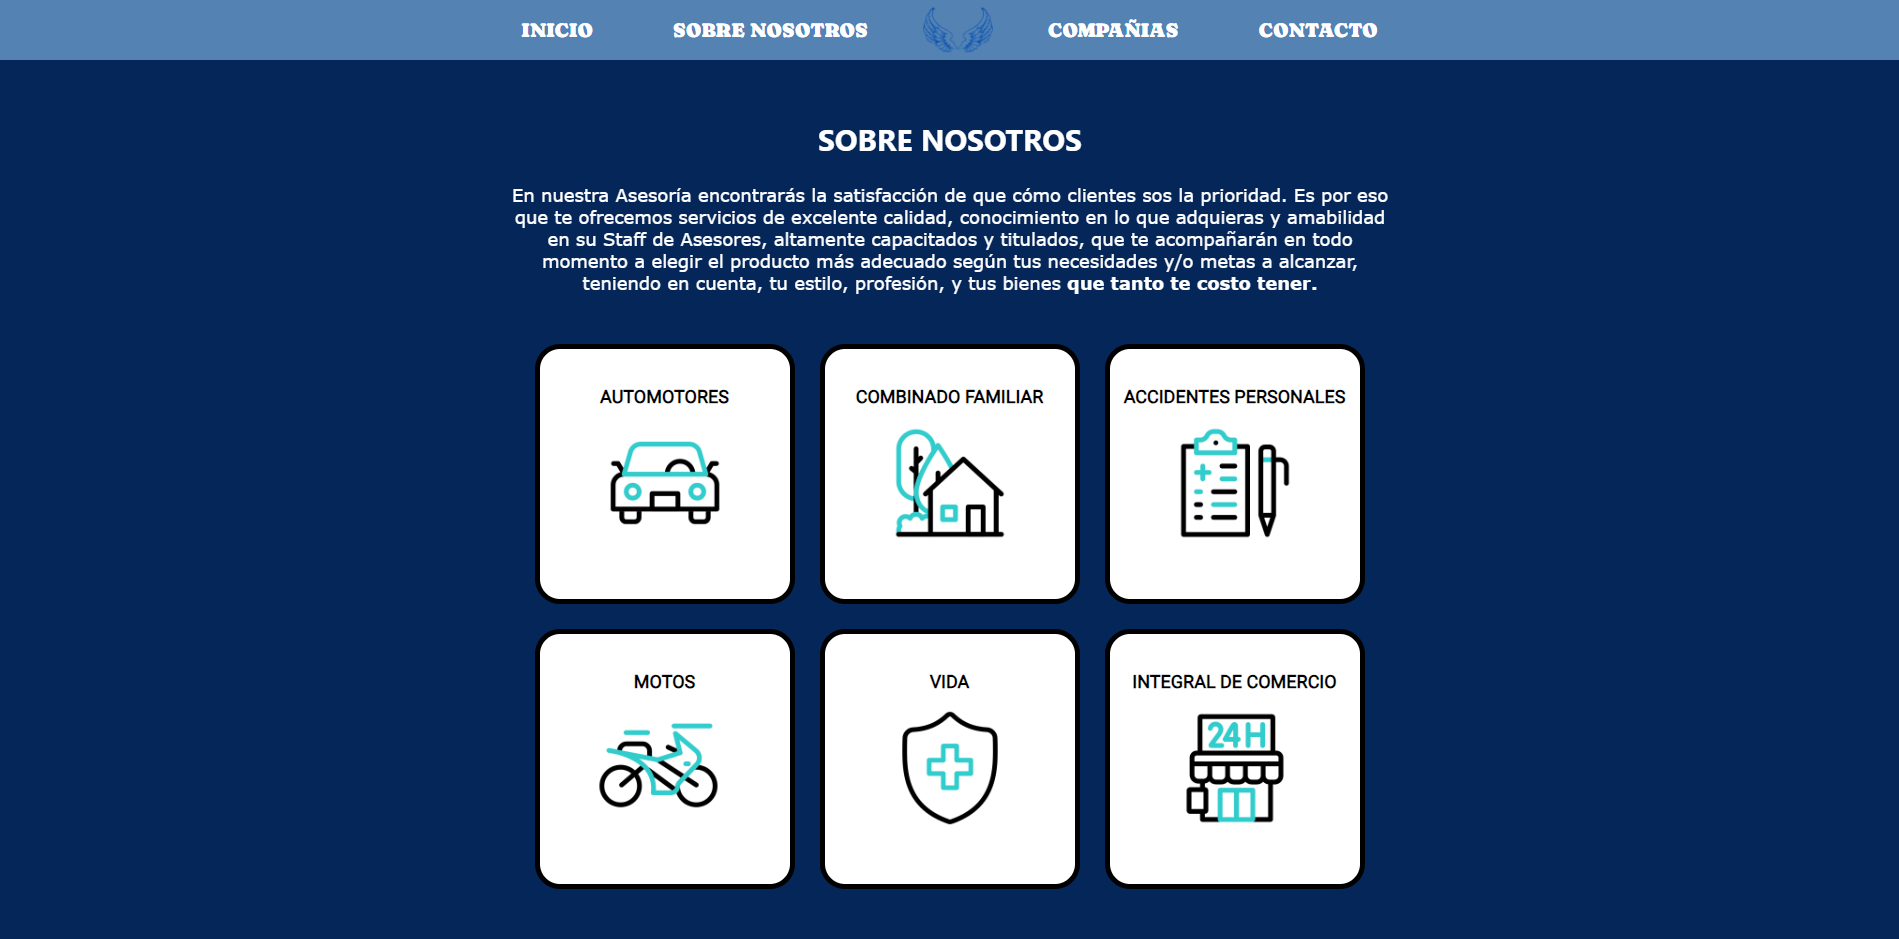 INICIO SOBRE NOSOTROS COMPAÑIAS CONTACTO
SOBRE NOSOTROS
En nuestra Asesoría encontrarás la satisfacción de que cómo clientes sos la prioridad. Es por eso
que te ofrecemos servicios de excelente calidad, conocimiento en lo que adquieras y amabilidad
en su Staff de Asesores, altamente capacitados y titulados, que te acompañarán en todo
momento a elegir el producto más adecuado según tus necesidades y/o metas a alcanzar,
teniendo en cuenta, tu estilo, profesión, y tus bienes que tanto te costo tener.
AUTOMOTORES
COMBINADO FAMILIAR
ACCIDENTES PERSONALES
MOTOS
VIDA
INTEGRAL DE COMERCIO
24H